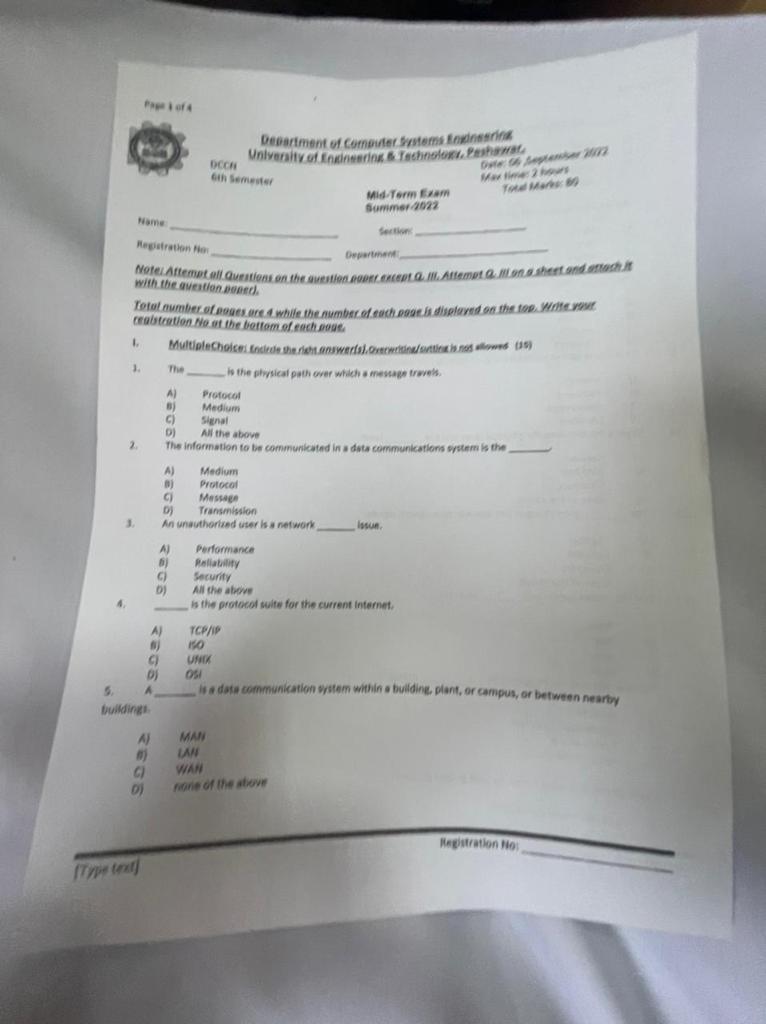 Page 1 of 4
Department of Computer Systems Engineering
University of Engineering & Technology, Peshawar.
DCCN
Date: 06 ,September 2022
6th Semester
Max time: 2 hours
Total Marks: 80
Mid-Term Exam
Summer-2022
Name: Section:
Registration No: Department:
Note: Attempt all Questions on the question paper except Q. III. Attempt Q. III on a sheet and attach it
with the question paper).
Total number of pages are 4 while the number of each page is displayed on the top. Write your
registration No at the bottom of each page.
I. MultipleChoice: Encircle the right answer(s).Overwriting/cutting is not allowed (15)
1. The ______ is the physical path over which a message travels.
A) Protocol
B) Medium
C) Signal
D) All the above
2. The information to be communicated in a data communications system is the ______.
A) Medium
B) Protocol
C) Message
D) Transmission
3. An unauthorized user is a network ______ issue.
A) Performance
B) Reliability
C) Security
D) All the above
4. ______ is the protocol suite for the current Internet.
A) TCP/IP
B) ISO
C) UNIX
D) OSI
5. A ______ is a data communication system within a building, plant, or campus, or between nearby
buildings.
A) MAN
B) LAN
C) WAN
D) none of the above
Registration No:
[Type text]